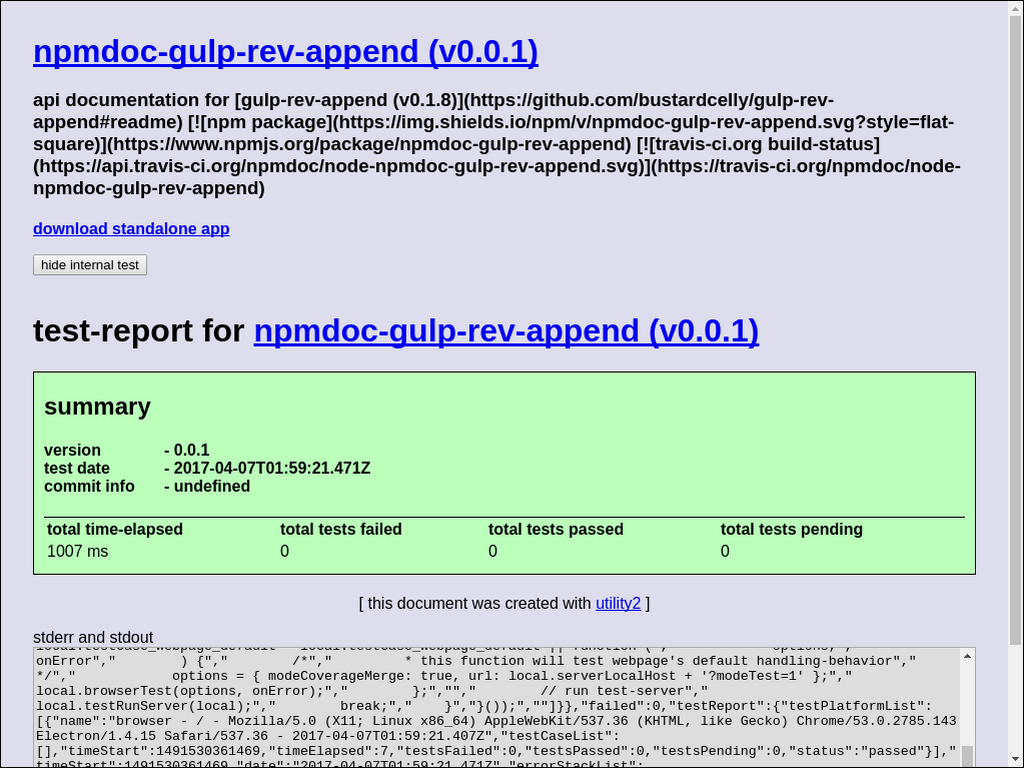 npmdoc-gulp-rev-append (v0.0.1)
api documentation for [gulp-rev-append (v0.1.8)](https://github.com/bustardcelly/gulp-rev-
append#readme) [![npm package](https://img.shields.io/npm/v/npmdoc-gulp-rev-append.svg?style=flat-
square)](https://www.npmjs.org/package/npmdoc-gulp-rev-append) [![travis-ci.org build-status]
(https://api.travis-ci.org/npmdoc/node-npmdoc-gulp-rev-append.svg)](https://travis-ci.org/npmdoc/node-
npmdoc-gulp-rev-append)
download standalone app
hide internal test
test-report for npmdoc-gulp-rev-append (v0.0.1)
summary
version - 0.0.1
test date - 2017-04-07T01:59:21.471Z
commit info - undefined
total time-elapsed total tests failed total tests passed total tests pending
1007 ms 0 0 0
[ this document was created with utility2 ]
stderr and stdout
onError","        ) {","        /*","         * this function will test webpage's default handling-behavior","
*/","            options = { modeCoverageMerge: true, url: local.serverLocalHost + '?modeTest=1' };","
local.browserTest(options, onError);","        };","","        // run test-server","
local.testRunServer(local);","        break;","    }","}());",""]}},"failed":0,"testReport":{"testPlatformList":
[{"name":"browser - / - Mozilla/5.0 (X11; Linux x86_64) AppleWebKit/537.36 (KHTML, like Gecko) Chrome/53.0.2785.143
Electron/1.4.15 Safari/537.36 - 2017-04-07T01:59:21.407Z","testCaseList":
[],"timeStart":1491530361469,"timeElapsed":7,"testsFailed":0,"testsPassed":0,"testsPending":0,"status":"passed"}],"
timeStart":1491530361469,"date":"2017-04-07T01:59:21.471Z","errorStackList":